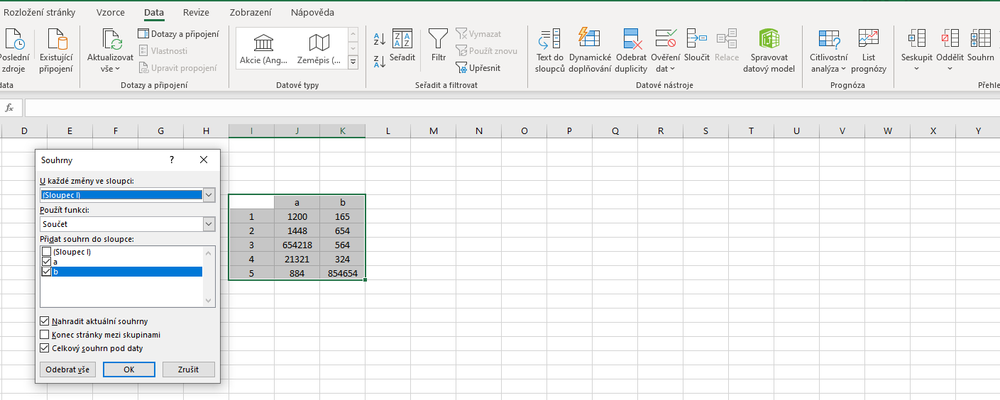 Rozložení stránky Vzorce Data Revize Zobrazení Nápověda
Poslední zdroje
Existující připojení
Aktualizovat vše
Dotazy a připojení
Vlastnosti
Upravit propojení
Dotazy a připojení
Akcie (Ang...
Zeměpis (...
Datové typy
Seřadit
Filtr
Vymazat
Použít znovu
Upřesnit
Seřadit a filtrovat
Text do sloupců
Dynamické doplňování
Odebrat duplicity
Ověření dat
Sloučit
Relace
Spravovat datový model
Datové nástroje
Citlivostní analýza
List prognózy
Prognóza
Seskupit
Oddělit
Souhrn
Přehle
fx
D E F G H I J K L M N O P Q R S T U V W X Y
Souhrny ?
U každé změny ve sloupci:
(Sloupec I)
Použít funkci:
Součet
Přidat souhrn do sloupce:
(Sloupec I)
a
b
Nahradit aktuální souhrny
Konec stránky mezi skupinami
Celkový souhrn pod daty
Odebrat vše OK Zrušit
a b
1 1200 165
2 1448 654
3 654218 564
4 21321 324
5 884 854654